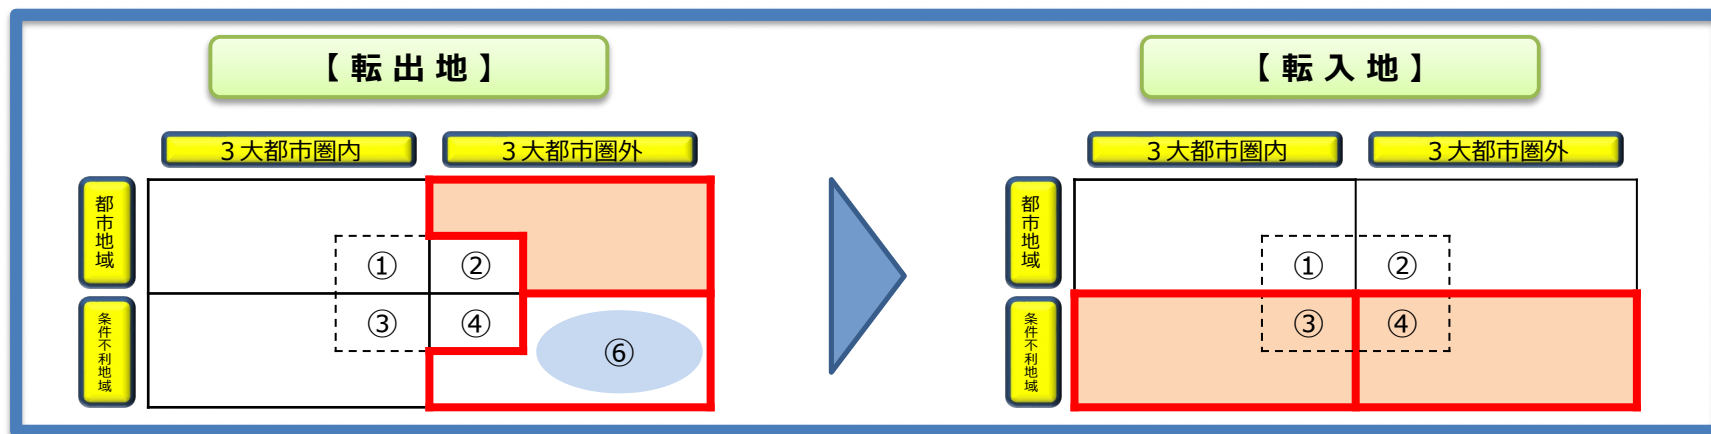 【転出地】
【転入地】
３大都市圏内
３大都市圏外
３大都市圏内
３大都市圏外
都市地域
①
②
条件不利地域
③
④
⑥
都市地域
①
②
条件不利地域
③
④